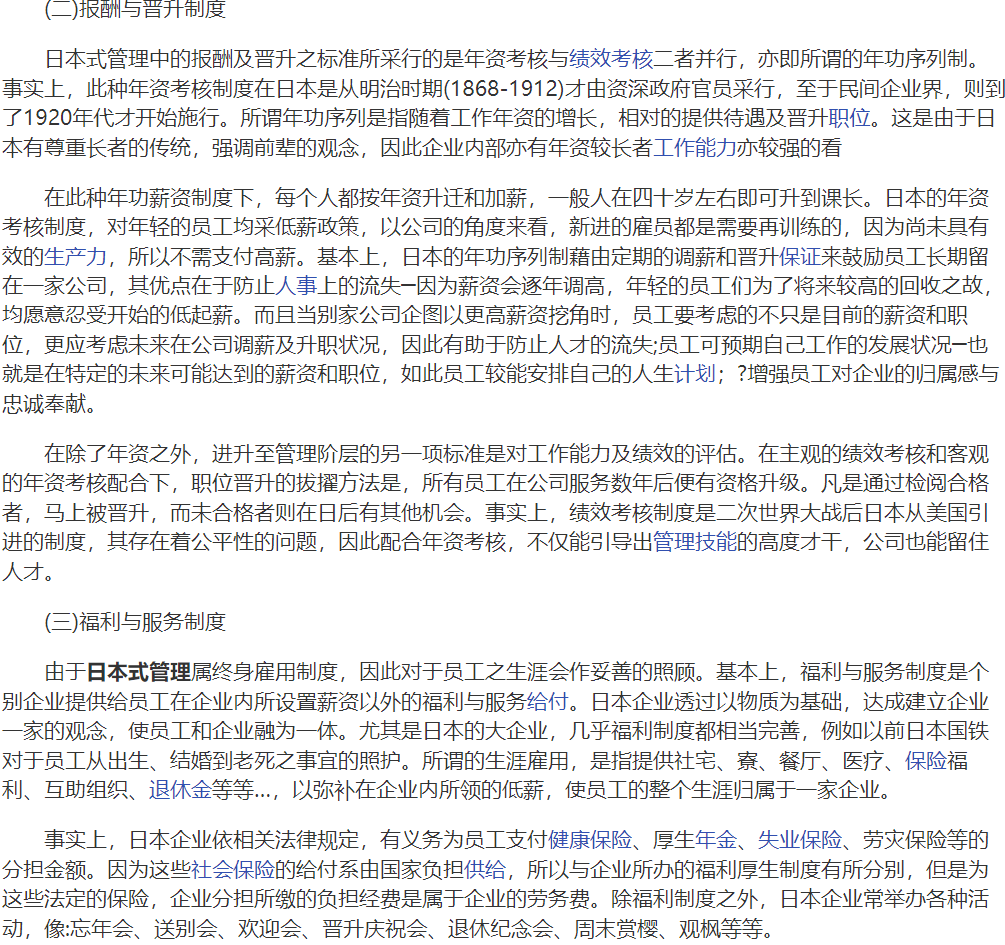 (二)报酬与晋升制度
日本式管理中的报酬及晋升之标准所采行的是年资考核与绩效考核二者并行，亦即所谓的年功序列制。
事实上，此种年资考核制度在日本是从明治时期(1868-1912)才由资深政府官员采行，至于民间企业界，则到
了1920年代才开始施行。所谓年功序列是指随着工作年资的增长，相对的提供待遇及晋升职位。这是由于日
本有尊重长者的传统，强调前辈的观念，因此企业内部亦有年资较长者工作能力亦较强的看
在此种年功薪资制度下，每个人都按年资升迁和加薪，一般人在四十岁左右即可升到课长。日本的年资
考核制度，对年轻的员工均采低薪政策，以公司的角度来看，新进的雇员都是需要再训练的，因为尚未具有
效的生产力，所以不需支付高薪。基本上，日本的年功序列制藉由定期的调薪和晋升保证来鼓励员工长期留
在一家公司，其优点在于防止人事上的流失─因为薪资会逐年调高，年轻的员工们为了将来较高的回收之故，
均愿意忍受开始的低起薪。而且当别家公司企图以更高薪资挖角时，员工要考虑的不只是目前的薪资和职
位，更应考虑未来在公司调薪及升职状况，因此有助于防止人才的流失;员工可预期自己工作的发展状况─也
就是在特定的未来可能达到的薪资和职位，如此员工较能安排自己的人生计划；?增强员工对企业的归属感与
忠诚奉献。
在除了年资之外，进升至管理阶层的另一项标准是对工作能力及绩效的评估。在主观的绩效考核和客观
的年资考核配合下，职位晋升的拔擢方法是，所有员工在公司服务数年后便有资格升级。凡是通过检阅合格
者，马上被晋升，而未合格者则在日后有其他机会。事实上，绩效考核制度是二次世界大战后日本从美国引
进的制度，其存在着公平性的问题，因此配合年资考核，不仅能引导出管理技能的高度才干，公司也能留住
人才。
(三)福利与服务制度
由于日本式管理属终身雇用制度，因此对于员工之生涯会作妥善的照顾。基本上，福利与服务制度是个
别企业提供给员工在企业内所设置薪资以外的福利与服务给付。日本企业透过以物质为基础，达成建立企业
一家的观念，使员工和企业融为一体。尤其是日本的大企业，几乎福利制度都相当完善，例如以前日本国铁
对于员工从出生、结婚到老死之事宜的照护。所谓的生涯雇用，是指提供社宅、寮、餐厅、医疗、保险福
利、互助组织、退休金等等...，以弥补在企业内所领的低薪，使员工的整个生涯归属于一家企业。
事实上，日本企业依相关法律规定，有义务为员工支付健康保险、厚生年金、失业保险、劳灾保险等的
分担金额。因为这些社会保险的给付系由国家负担供给，所以与企业所办的福利厚生制度有所分别，但是为
这些法定的保险，企业分担所缴的负担经费是属于企业的劳务费。除福利制度之外，日本企业常举办各种活
动，像:忘年会、送别会、欢迎会、晋升庆祝会、退休纪念会、周末赏樱、观枫等等。